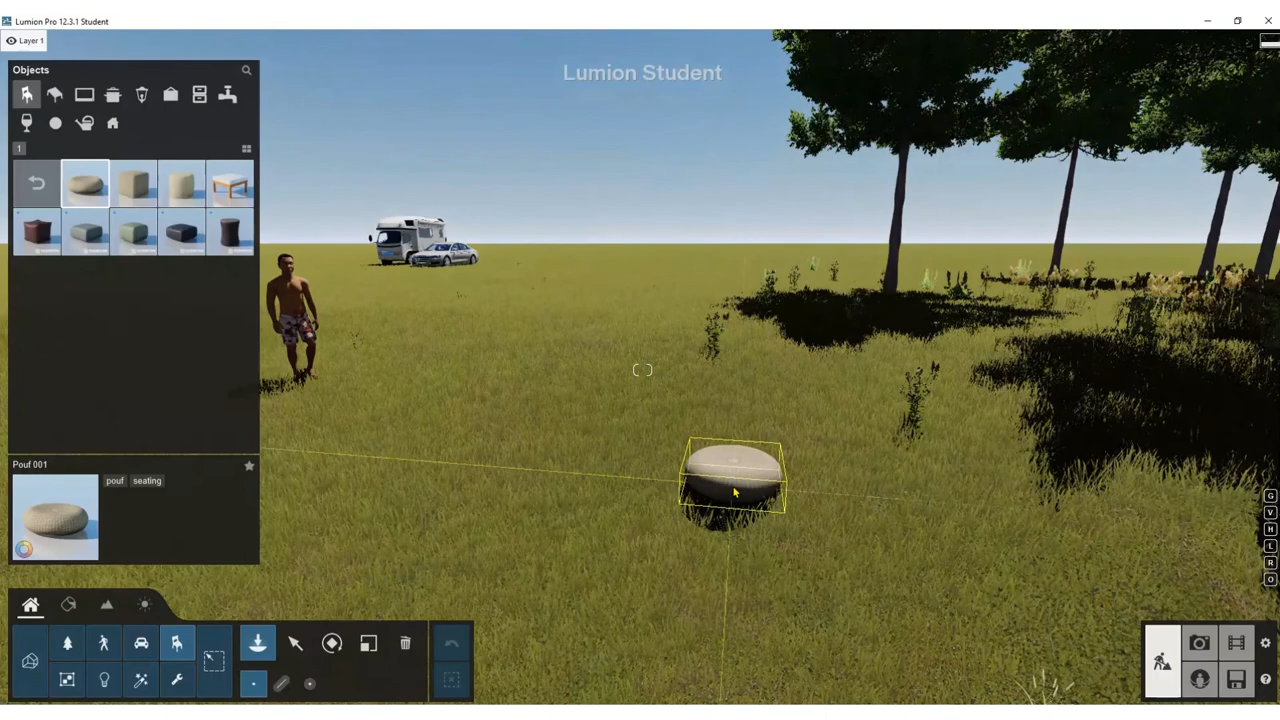 Lumion Pro 12.3.1 Student
Layer 1
Lumion Student
Objects
1
Pouf 001
pouf
seating
G
V
H
L
R
O